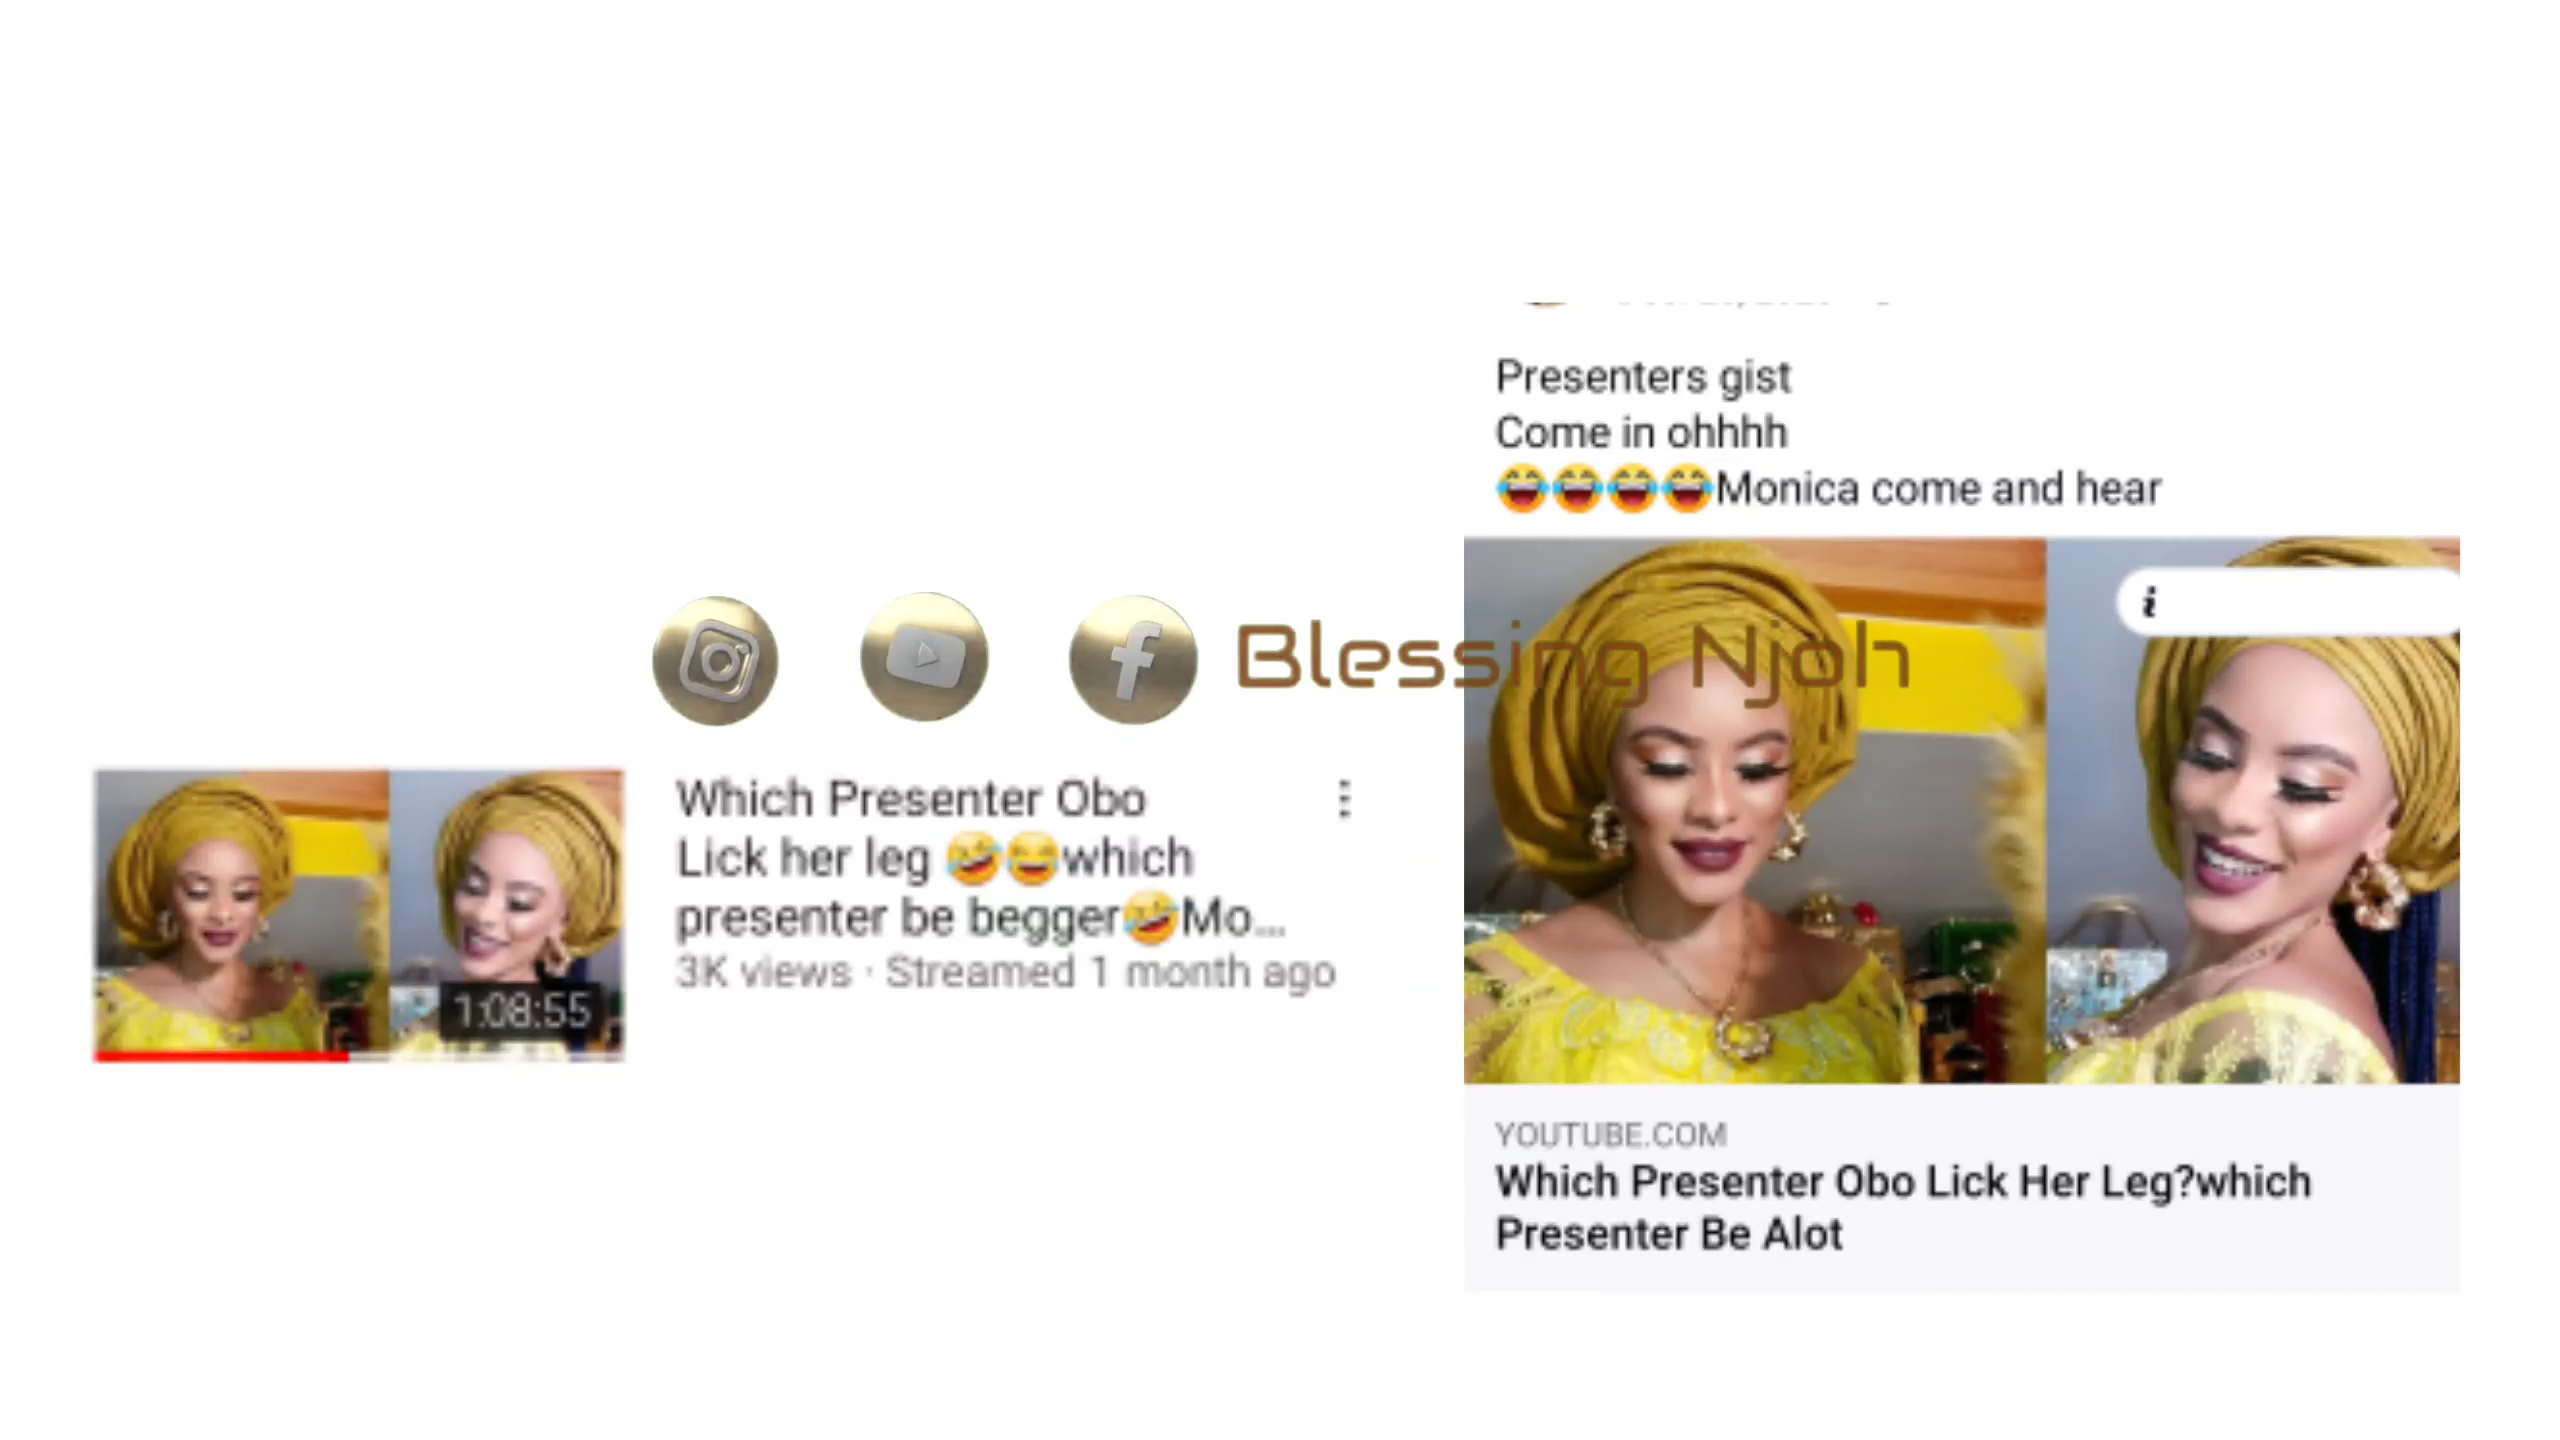 Presenters gist
Come in ohhhh
😂😂😂😂Monica come and hear
i
Blessing Njoh
Which Presenter Obo
Lick her leg 🤣😂which
presenter be begger🤣Mo...
3K views · Streamed 1 month ago
1:08:55
YOUTUBE.COM
Which Presenter Obo Lick Her Leg?which
Presenter Be Alot